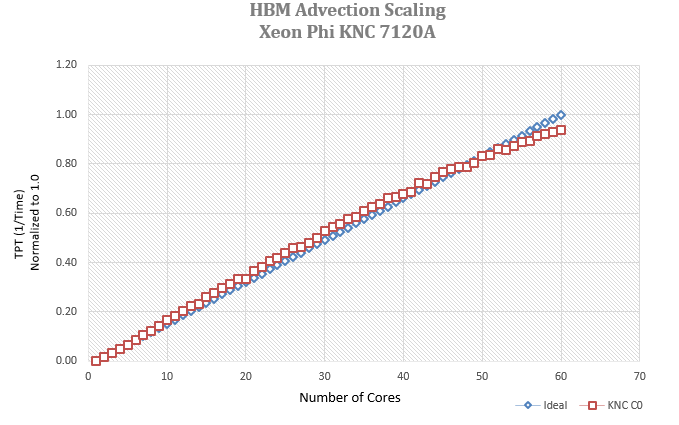 HBM Advection Scaling
Xeon Phi KNC 7120A
1.20
1.00
0.80
0.60
0.40
0.20
0.00
TPT (1/Time)
Normalized to 1.0
0 10 20 30 40 50 60 70
Number of Cores
Ideal KNC C0